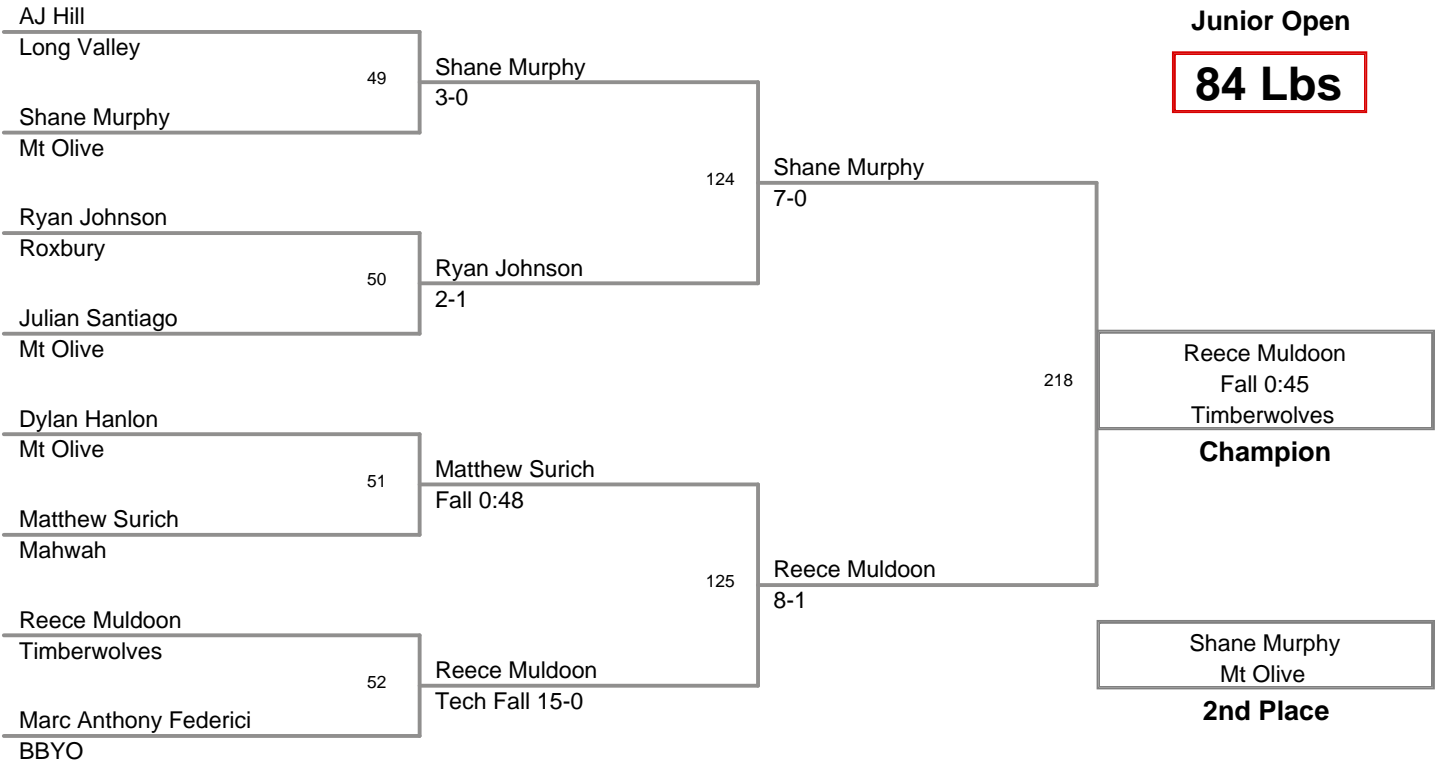 AJ Hill
Long Valley
49
Shane Murphy
Mt Olive
Ryan Johnson
Roxbury
50
Julian Santiago
Mt Olive
Dylan Hanlon
Mt Olive
51
Matthew Surich
Mahwah
Reece Muldoon
Timberwolves
52
Marc Anthony Federici
BBYO
Shane Murphy
3-0
124
Ryan Johnson
2-1
Matthew Surich
Fall 0:48
125
Reece Muldoon
Tech Fall 15-0
Shane Murphy
7-0
218
Reece Muldoon
8-1
Junior Open
84 Lbs
Reece Muldoon
Fall 0:45
Timberwolves
Champion
Shane Murphy
Mt Olive
2nd Place